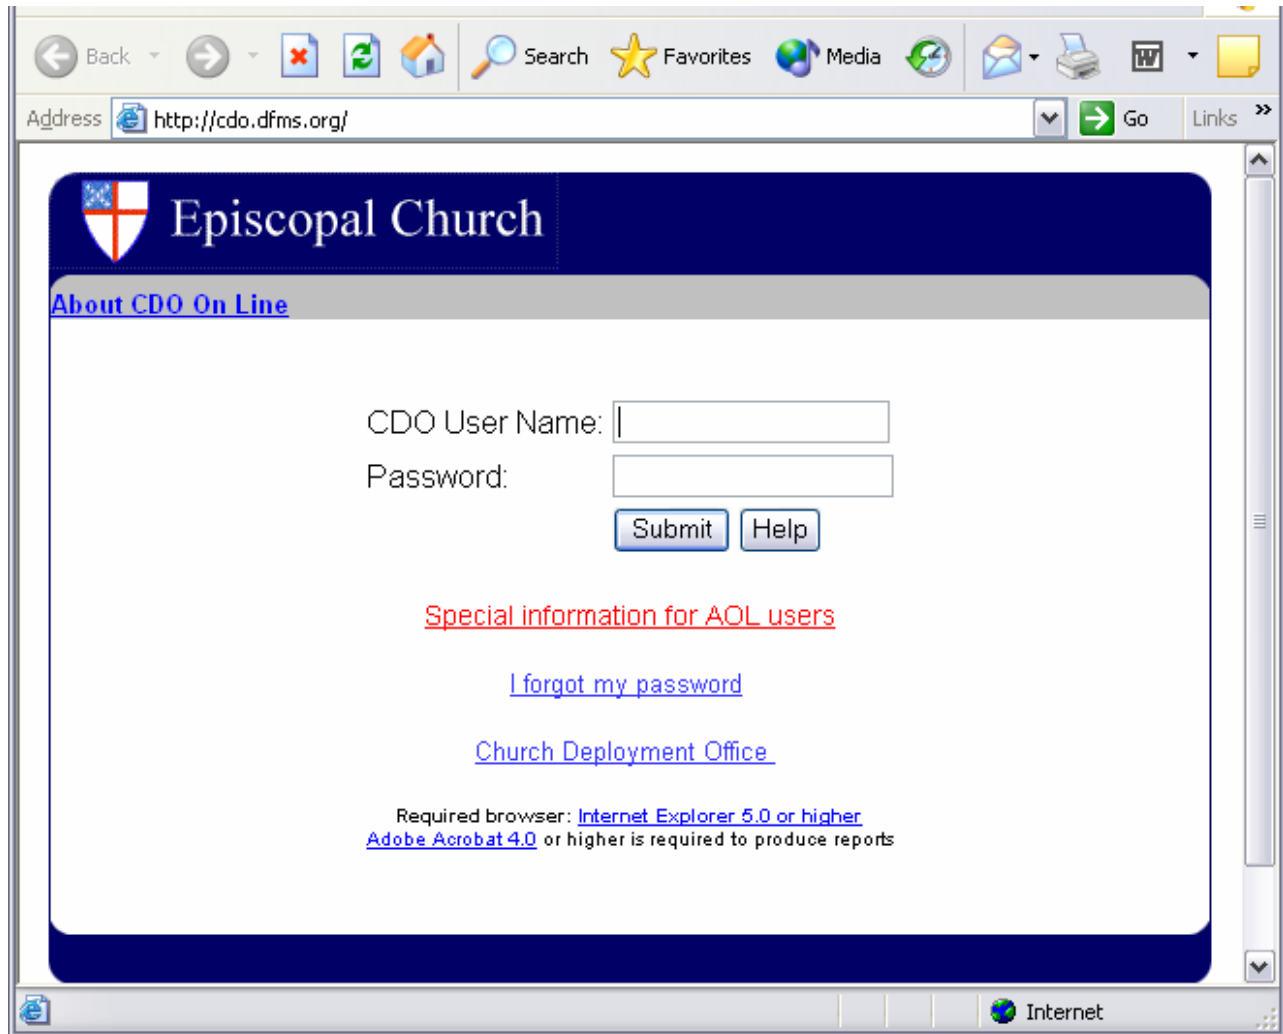 Back Search Favorites Media
Address http://cdo.dfms.org/ Go Links »
Episcopal Church
About CDO On Line
CDO User Name:
Password:
Submit Help
Special information for AOL users
I forgot my password
Church Deployment Office
Required browser: Internet Explorer 5.0 or higher
Adobe Acrobat 4.0 or higher is required to produce reports
Internet